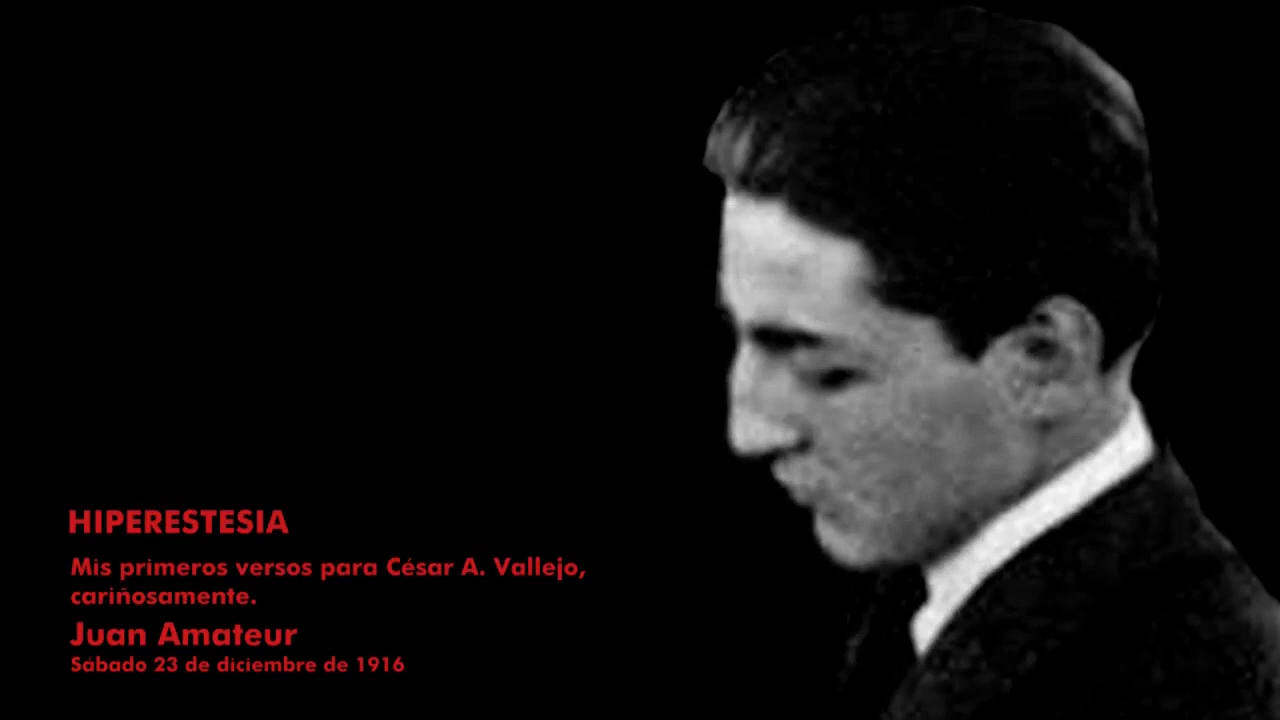 HIPERESTESIA
Mis primeros versos para César A. Vallejo,
cariñosamente.
Juan Amateur
Sábado 23 de diciembre de 1916